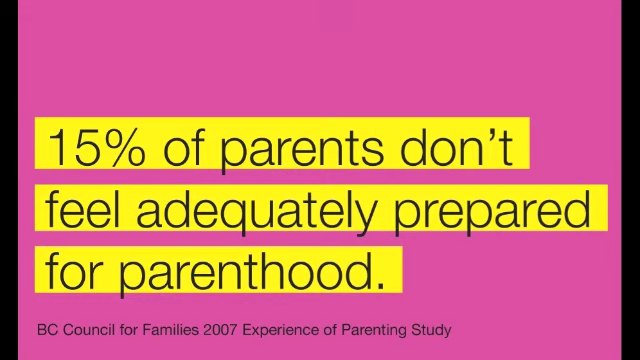 15% of parents don’t
feel adequately prepared
for parenthood.
BC Council for Families 2007 Experience of Parenting Study